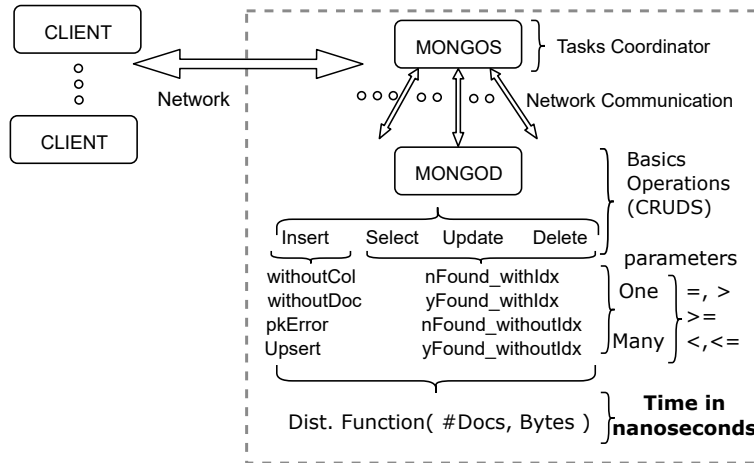 CLIENT
CLIENT
Network
MONGOS
Tasks Coordinator
Network Communication
MONGOD
Basics
Operations
(CRUDS)
Insert Select Update Delete
parameters
withoutCol nFound_withIdx
withoutDoc yFound_withIdx
pkError nFound_withoutIdx
Upsert yFound_withoutIdx
One
Many
=, >
>=
<,<=
Dist. Function( #Docs, Bytes )
Time in
nanoseconds